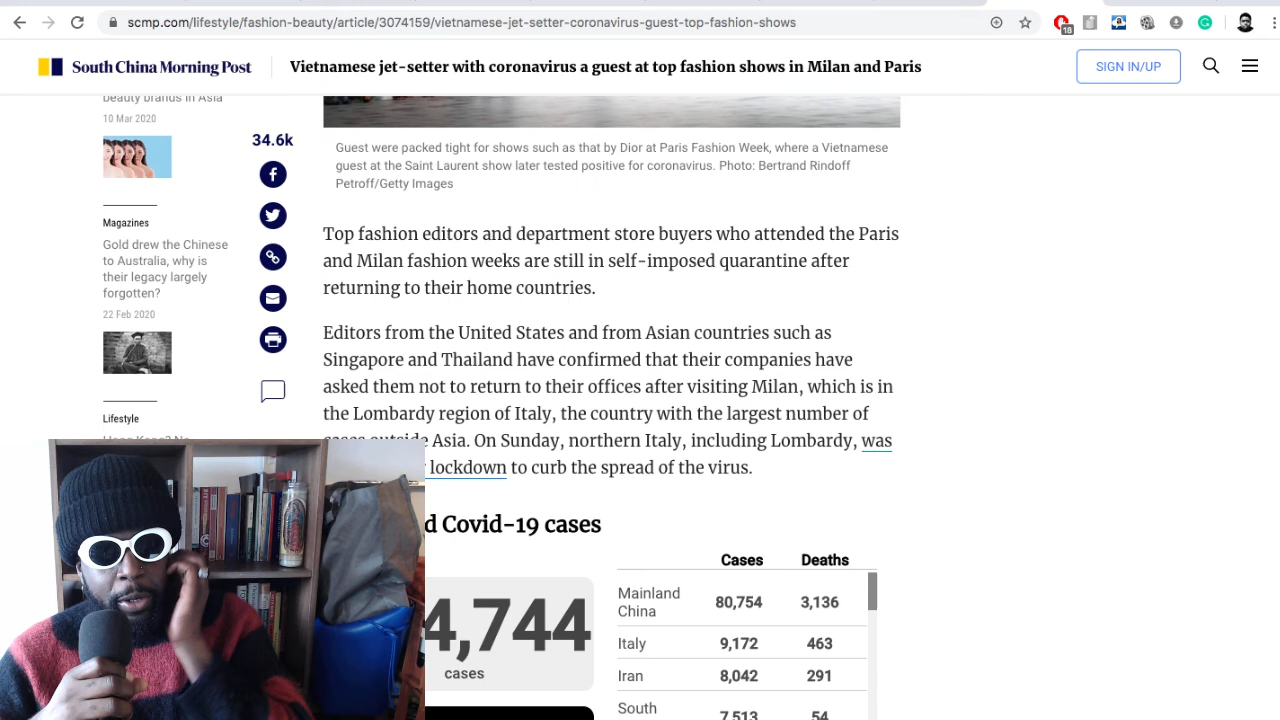 scmp.com/lifestyle/fashion-beauty/article/3074159/vietnamese-jet-setter-coronavirus-guest-top-fashion-shows
18
South China Morning Post
Vietnamese jet-setter with coronavirus a guest at top fashion shows in Milan and Paris
SIGN IN/UP
beauty brands in Asia
10 Mar 2020
Magazines
Gold drew the Chinese
to Australia, why is
their legacy largely
forgotten?
22 Feb 2020
Lifestyle
34.6k
Guest were packed tight for shows such as that by Dior at Paris Fashion Week, where a Vietnamese
guest at the Saint Laurent show later tested positive for coronavirus. Photo: Bertrand Rindoff
Petroff/Getty Images
Top fashion editors and department store buyers who attended the Paris
and Milan fashion weeks are still in self-imposed quarantine after
returning to their home countries.
Editors from the United States and from Asian countries such as
Singapore and Thailand have confirmed that their companies have
asked them not to return to their offices after visiting Milan, which is in
the Lombardy region of Italy, the country with the largest number of
cases outside Asia. On Sunday, northern Italy, including Lombardy, was
lockdown to curb the spread of the virus.
d Covid-19 cases
4,744
cases
Cases Deaths
Mainland
China 80,754 3,136
Italy 9,172 463
Iran 8,042 291
South
7,513 54